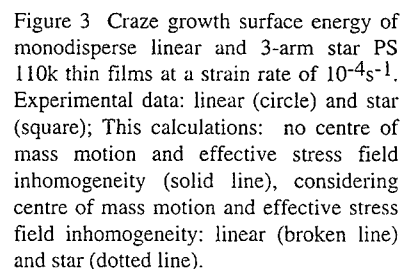 Figure 3 Craze growth surface energy of
monodisperse linear and 3-arm star PS
110k thin films at a strain rate of 10⁻⁴s⁻¹.
Experimental data: linear (circle) and star
(square); This calculations: no centre of
mass motion and effective stress field
inhomogeneity (solid line), considering
centre of mass motion and effective stress
field inhomogeneity: linear (broken line)
and star (dotted line).